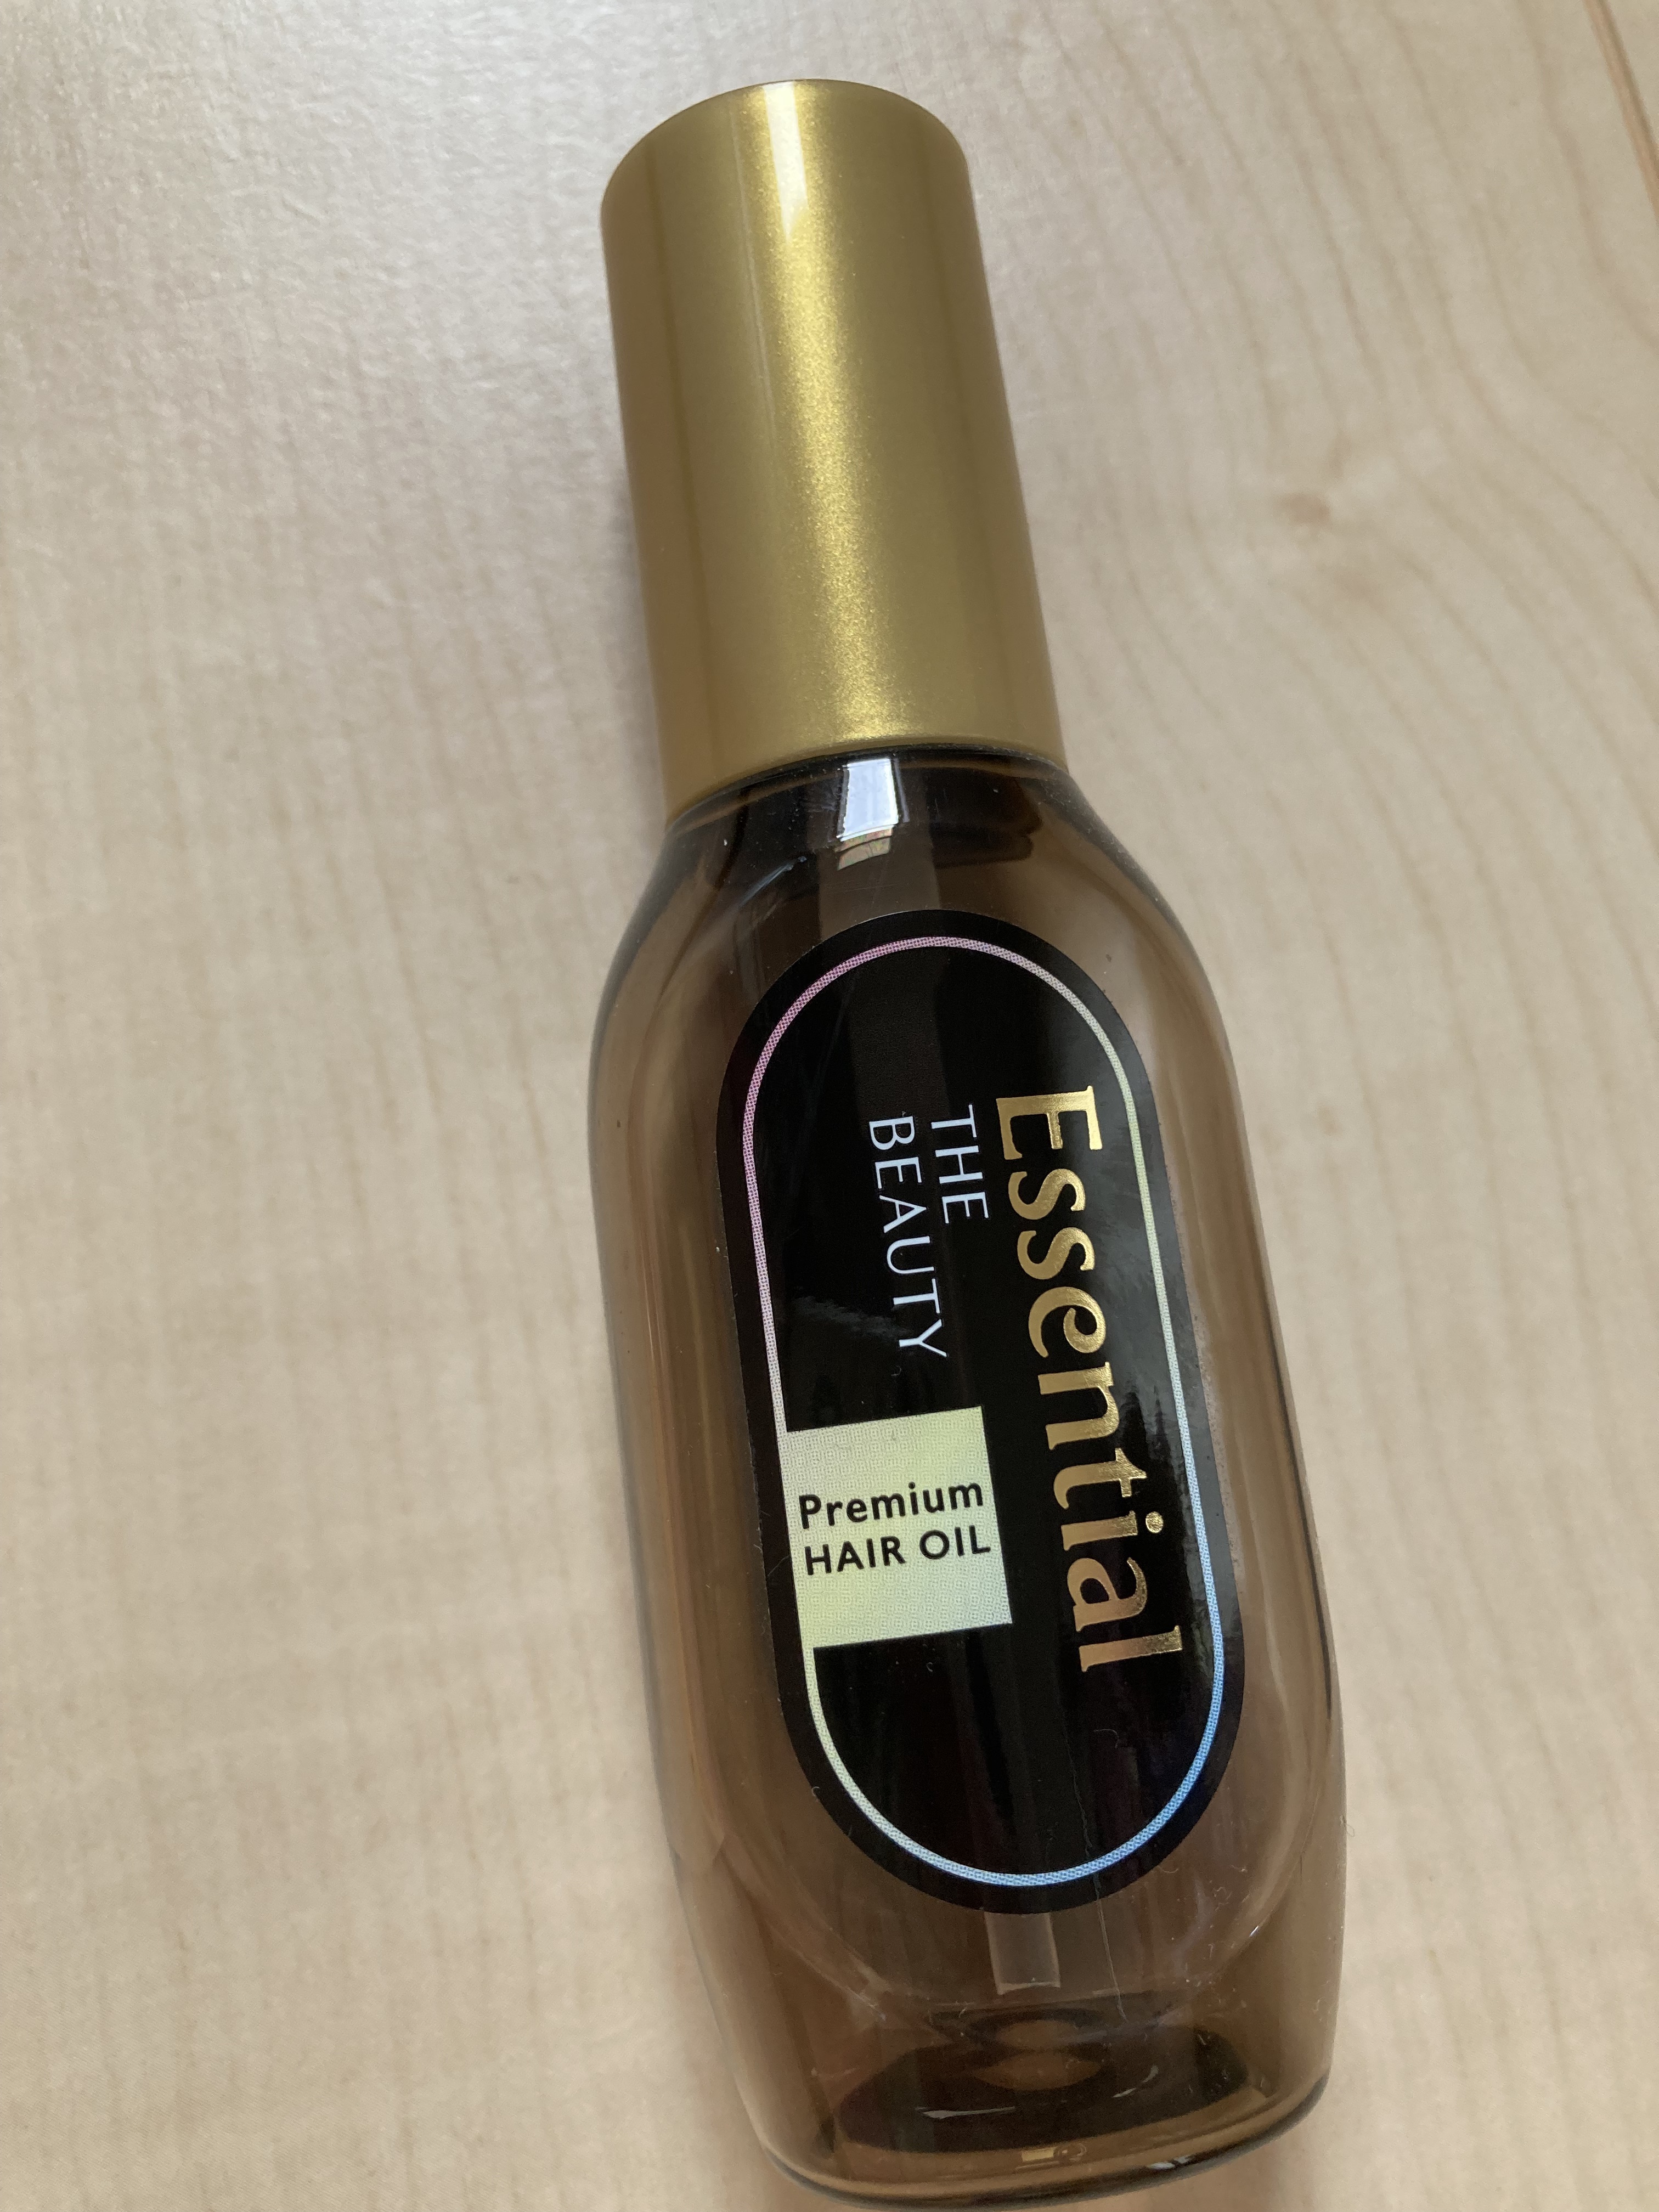 Essential
THE
BEAUTY
Premium
HAIR OIL